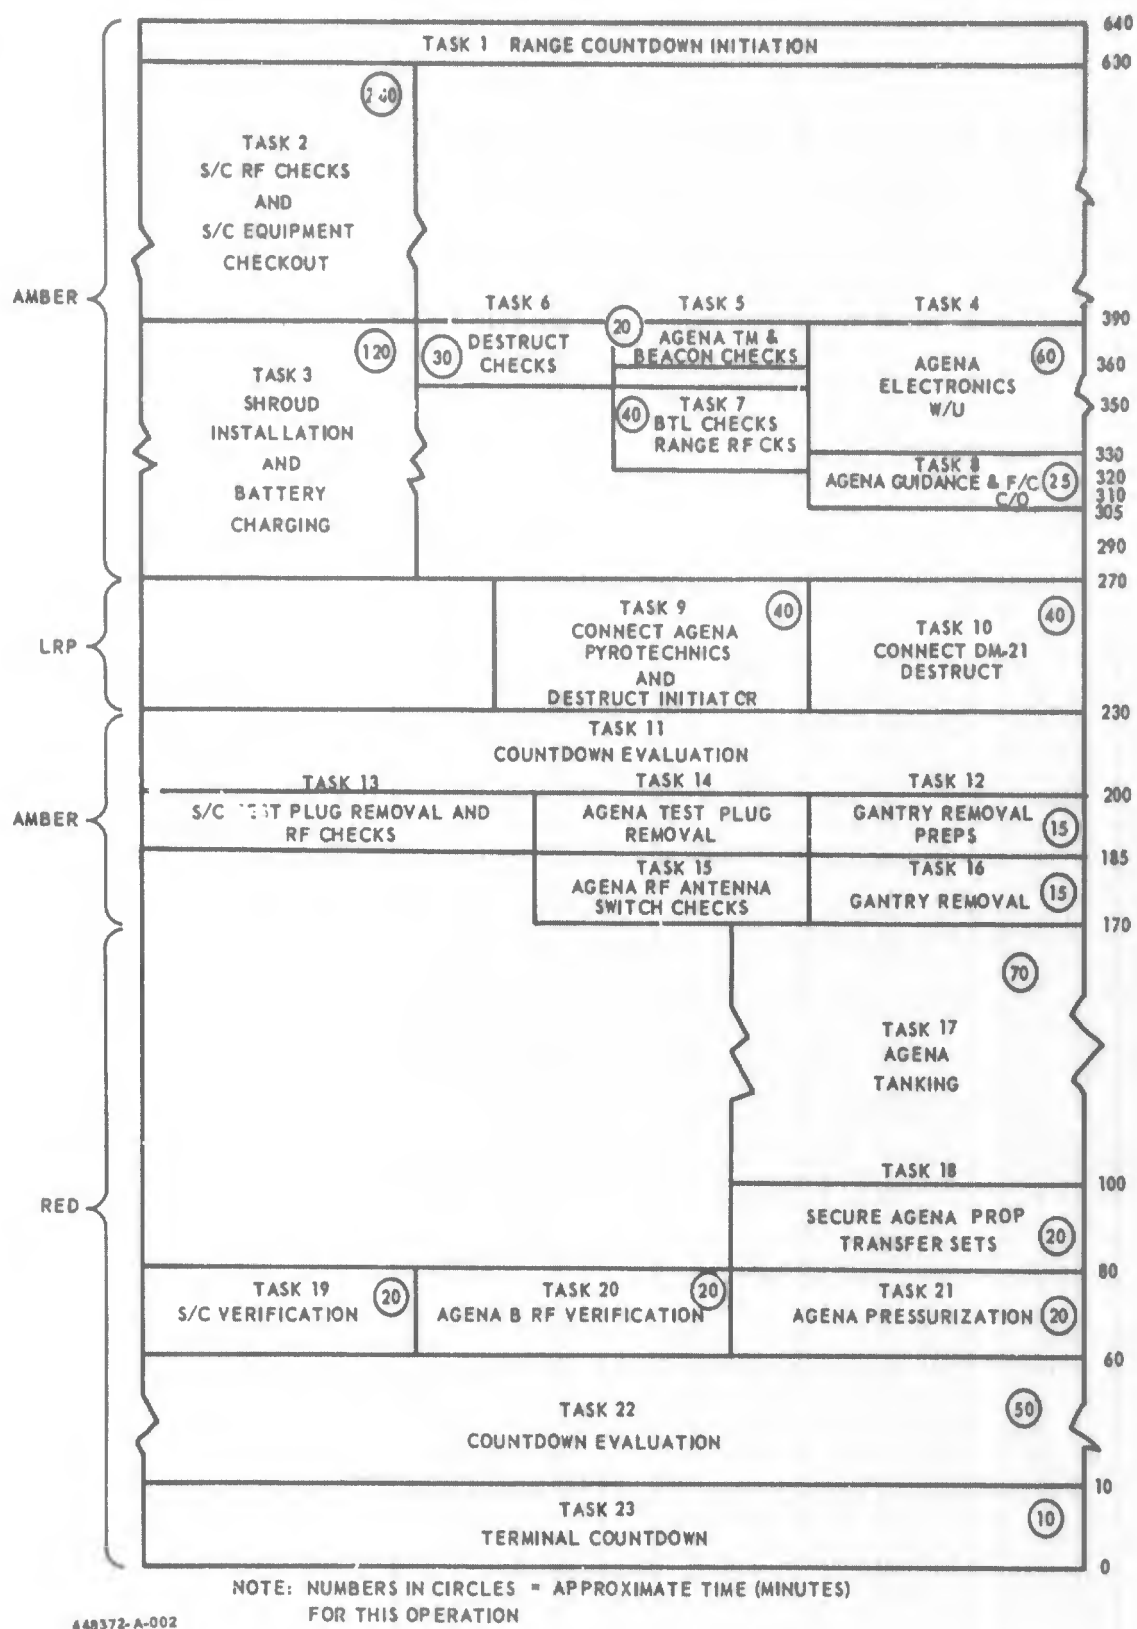 640
TASK 1 RANGE COUNTDOWN INITIATION
630
240
TASK 2
S/C RF CHECKS
AND
S/C EQUIPMENT
CHECKOUT
AMBER
TASK 6
TASK 5
TASK 4
390
120
TASK 3
SHROUD
INSTALLATION
AND
BATTERY
CHARGING
30
DESTRUCT
CHECKS
20
AGENA TM &
BEACON CHECKS
60
AGENA
ELECTRONICS
W/U
360
350
40
TASK 7
BTL CHECKS
RANGE RF CKS
330
TASK 8
AGENA GUIDANCE & F/C
C/O
25
320
310
305
290
270
LRP
TASK 9
CONNECT AGENA
PYROTECHNICS
AND
DESTRUCT INITIATOR
40
TASK 10
CONNECT DM-21
DESTRUCT
40
230
TASK 11
COUNTDOWN EVALUATION
AMBER
TASK 13
TASK 14
TASK 12
200
S/C TEST PLUG REMOVAL AND
RF CHECKS
AGENA TEST PLUG
REMOVAL
GANTRY REMOVAL
PREPS
15
185
TASK 15
AGENA RF ANTENNA
SWITCH CHECKS
TASK 16
GANTRY REMOVAL
15
170
70
TASK 17
AGENA
TANKING
RED
TASK 18
100
SECURE AGENA PROP
TRANSFER SETS
20
80
TASK 19
S/C VERIFICATION
20
TASK 20
AGENA B RF VERIFICATION
20
TASK 21
AGENA PRESSURIZATION
20
60
TASK 22
COUNTDOWN EVALUATION
50
10
TASK 23
TERMINAL COUNTDOWN
10
0
NOTE: NUMBERS IN CIRCLES = APPROXIMATE TIME (MINUTES)
FOR THIS OPERATION
A48372-A-002